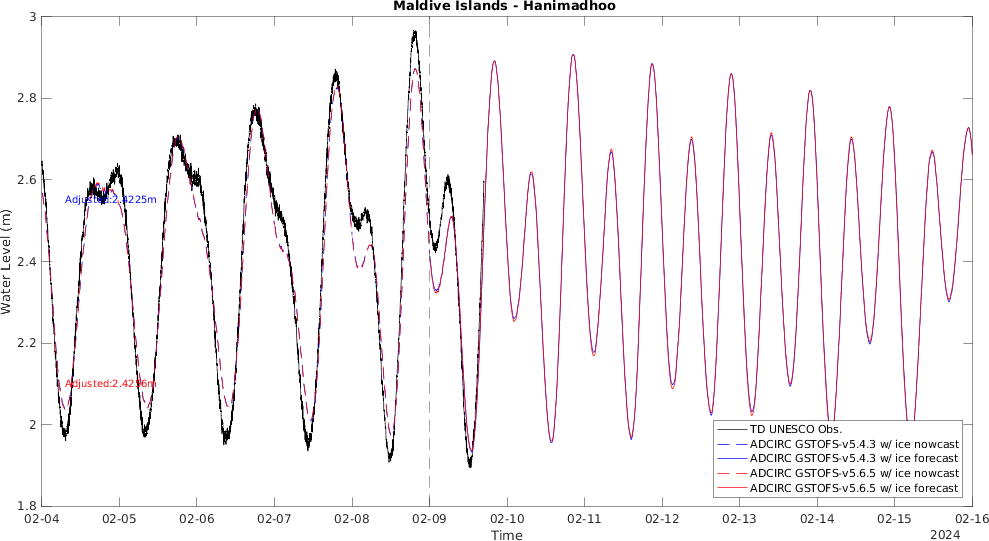 Maldive Islands - Hanimadhoo
3
2.8
2.6
2.4
2.2
2
1.8
Water Level (m)
Adjusted:2.4225m
Adjusted:2.4256m
TD UNESCO Obs.
ADCIRC GSTOFS-v5.4.3 w/ ice nowcast
ADCIRC GSTOFS-v5.4.3 w/ ice forecast
ADCIRC GSTOFS-v5.6.5 w/ ice nowcast
ADCIRC GSTOFS-v5.6.5 w/ ice forecast
02-04 02-05 02-06 02-07 02-08 02-09 02-10 02-11 02-12 02-13 02-14 02-15 02-16
Time
2024